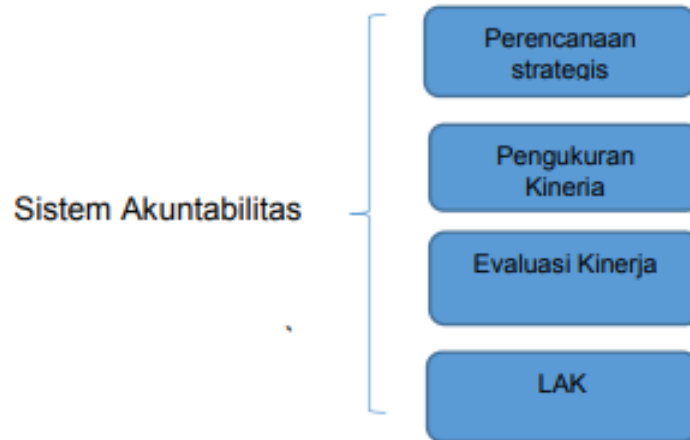 Perencanaan
strategis
Pengukuran
Kineria
Sistem Akuntabilitas
Evaluasi Kinerja
LAK